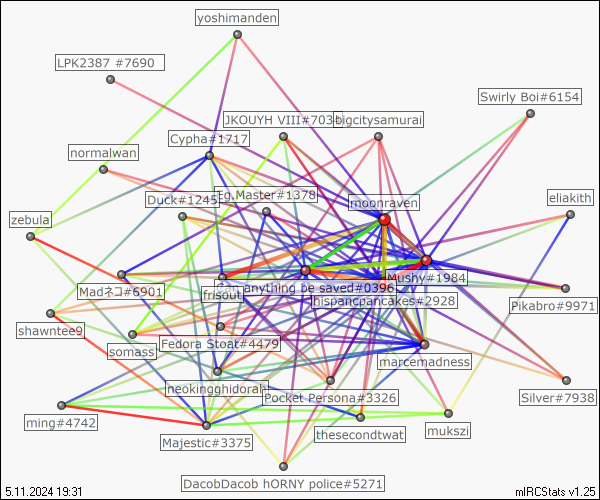 yoshimanden
LPK2387 #7690
Swirly Boi#6154
JKOUYH VIII#7034
bigcitysamurai
Cypha#1717
normalwan
Eg.Master#1378
Duck#1245
moonraven
eliakith
zebula
Mushy#1984
Madネコ#6901
frisout
anything be saved#0396
hispancpancakes#2928
Pikabro#9971
shawntee9
somass
Fedora Stoat#4479
marcemadness
neokingghidorah
Pocket Persona#3326
Silver#7938
ming#4742
Majestic#3375
thesecondtwat
mukszi
DacobDacob hORNY police#5271
5.11.2024 19:31
mIRCStats v1.25